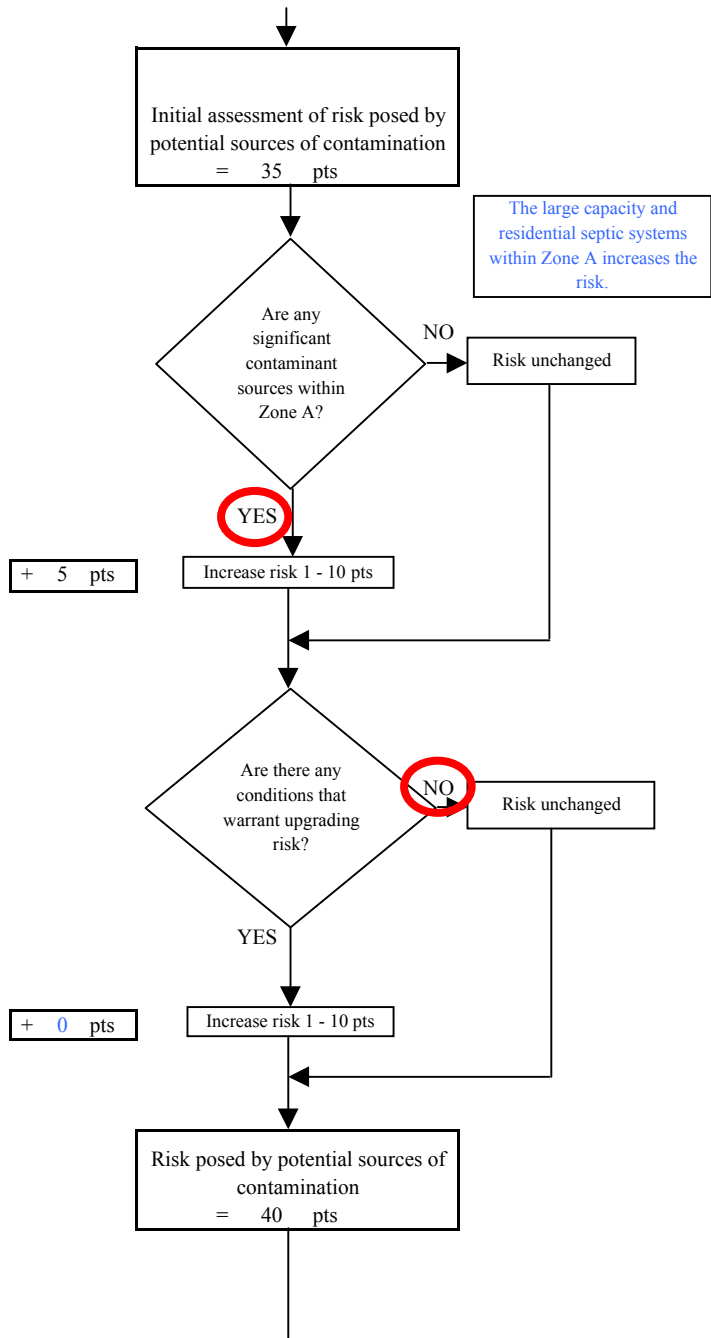 Initial assessment of risk posed by
potential sources of contamination
= 35 pts
The large capacity and
residential septic systems
within Zone A increases the
risk.
Are any
significant
contaminant
sources within
Zone A?
NO
Risk unchanged
YES
+ 5 pts
Increase risk 1 - 10 pts
Are there any
conditions that
warrant upgrading
risk?
NO
Risk unchanged
YES
+ 0 pts
Increase risk 1 - 10 pts
Risk posed by potential sources of
contamination
= 40 pts